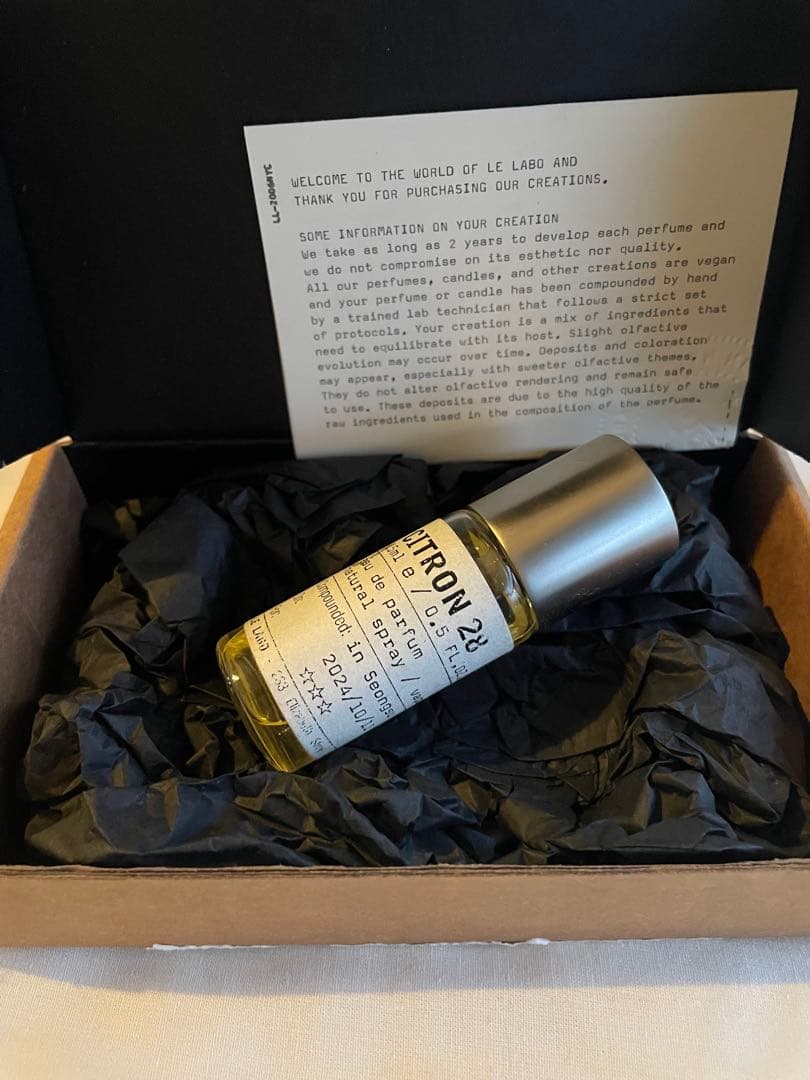 LL-2006NYC
WELCOME TO THE WORLD OF LE LABO AND
THANK YOU FOR PURCHASING OUR CREATIONS.
SOME INFORMATION ON YOUR CREATION
We take as long as 2 years to develop each perfume and
we do not compromise on its esthetic nor quality.
All our perfumes, candles, and other creations are vegan
and your perfume or candle has been compounded by hand
by a trained lab technician that follows a strict set
of protocols. Your creation is a mix of ingredients that
need to equilibrate with its host. Slight olfactive
evolution may occur over time. Deposits and coloration
may appear, especially with sweeter olfactive themes.
They do not alter olfactive rendering and remain safe
to use. These deposits are due to the high quality of the
raw ingredients used in the composition of the perfume.
CITRON 28
15ml e / 0.5 FL.OZ
eau de parfum
natural spray /
compounded: in Seongs
2024/10/1
☆☆☆
LE LABO - 233